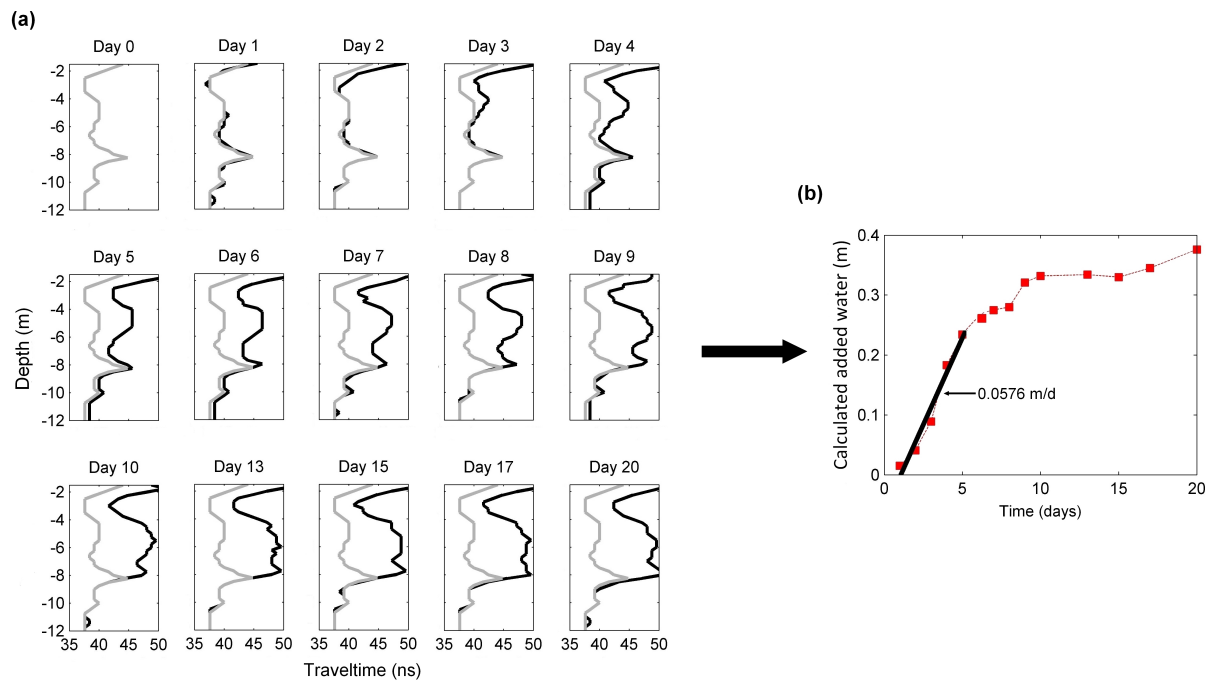 (a)
Day 0 Day 1 Day 2 Day 3 Day 4
-2
-4
-6
-8
-10
-12
Day 5 Day 6 Day 7 Day 8 Day 9
-2
-4
-6
-8
-10
-12
Depth (m)
Day 10 Day 13 Day 15 Day 17 Day 20
-2
-4
-6
-8
-10
-12
35 40 45 50 35 40 45 50 35 40 45 50 35 40 45 50 35 40 45 50
Traveltime (ns)
(b)
0.4
0.3
0.2
0.1
0
Calculated added water (m)
0.0576 m/d
0 5 10 15 20
Time (days)